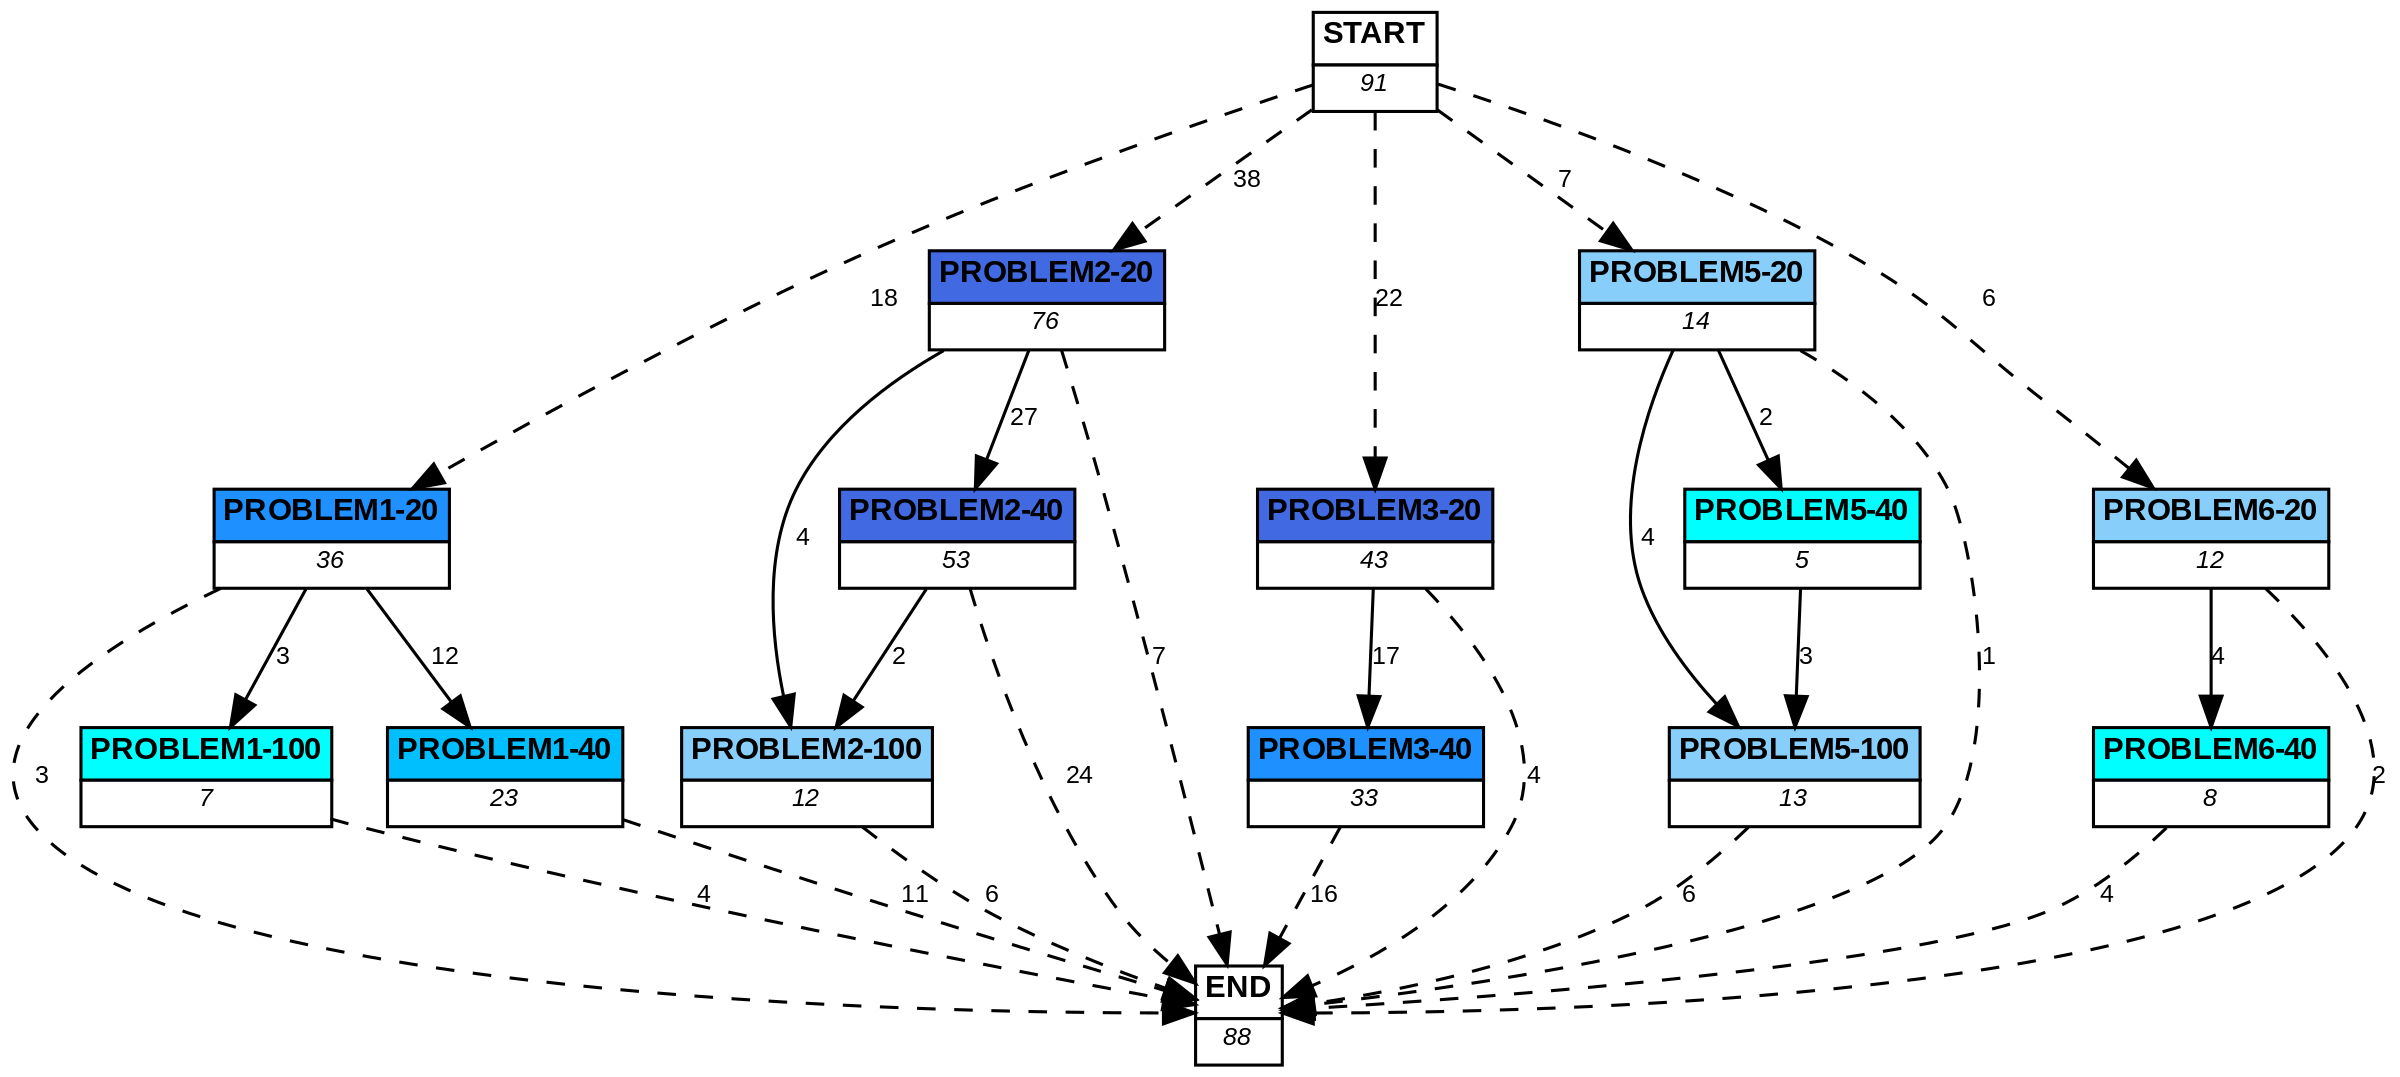 START
91
38
7
18
22
6
PROBLEM2-20
76
PROBLEM5-20
14
27
2
4
4
PROBLEM1-20
36
PROBLEM2-40
53
PROBLEM3-20
43
PROBLEM5-40
5
PROBLEM6-20
12
3
12
2
7
17
3
1
4
3
24
4
2
PROBLEM1-100
7
PROBLEM1-40
23
PROBLEM2-100
12
PROBLEM3-40
33
PROBLEM5-100
13
PROBLEM6-40
8
4
11
6
16
6
4
END
88